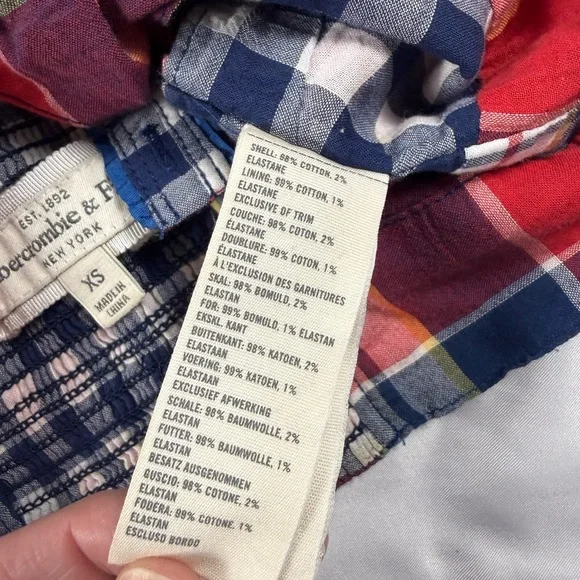 EST. 1892
bercrombie & F
NEW YORK
XS
MADE IN
CHINA
SHELL: 98% COTTON, 2%
ELASTANE
LINING: 99% COTTON, 1%
ELASTANE
EXCLUSIVE OF TRIM
COUCHE: 98% COTON, 2%
ÉLASTANE
DOUBLURE: 99% COTON, 1%
ÉLASTANE
À L'EXCLUSION DES GARNITURES
SKAL: 98% BOMULD, 2%
ELASTAN
FOR: 99% BOMULD, 1% ELASTAN
EKSKL. KANT
BUITENKANT: 98% KATOEN, 2%
ELASTAAN
VOERING: 99% KATOEN, 1%
ELASTAAN
EXCLUSIEF AFWERKING
SCHALE: 98% BAUMWOLLE, 2%
ELASTAN
FUTTER: 99% BAUMWOLLE, 1%
ELASTAN
BESATZ AUSGENOMMEN
GUSCIO: 98% COTONE, 2%
ELASTAN
FODERA: 99% COTONE, 1%
ELASTAN
ESCLUSO BORDO